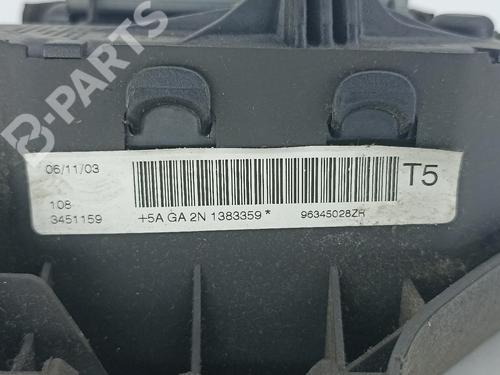 B-PARTS
06/11/03
T5
108
3451159
+5A GA 2N 1383359 *
96345028ZR